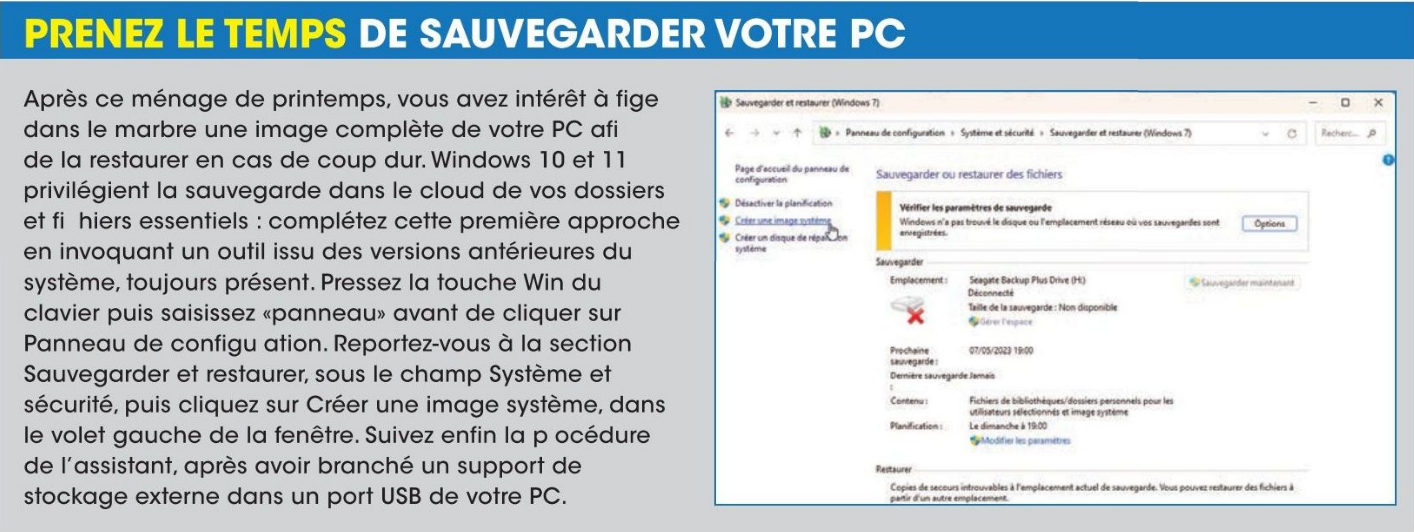 PRENEZ LE TEMPS DE SAUVEGARDER VOTRE PC
Après ce ménage de printemps, vous avez intérêt à fige
dans le marbre une image complète de votre PC afi
de la restaurer en cas de coup dur. Windows 10 et 11
privilégient la sauvegarde dans le cloud de vos dossiers
et fi hiers essentiels : complétez cette première approche
en invoquant un outil issu des versions antérieures du
système, toujours présent. Pressez la touche Win du
clavier puis saisissez «panneau» avant de cliquer sur
Panneau de configu ation. Reportez-vous à la section
Sauvegarder et restaurer, sous le champ Système et
sécurité, puis cliquez sur Créer une image système, dans
le volet gauche de la fenêtre. Suivez enfin la p océdure
de l'assistant, après avoir branché un support de
stockage externe dans un port USB de votre PC.
Sauvegarder et restaurer (Windows 7)
Panneau de configuration › Système et sécurité › Sauvegarder et restaurer (Windows 7)
Recherc...
Page d'accueil du panneau de
configuration
Désactiver la planification
Créer une image système
Créer un disque de réparation
système
Sauvegarder ou restaurer des fichiers
Vérifier les paramètres de sauvegarde
Windows n'a pas trouvé le disque ou l'emplacement réseau où vos sauvegardes sont
enregistrées.
Options
Sauvegarder
Emplacement : Seagate Backup Plus Drive (H:)
Déconnecté
Taille de la sauvegarde : Non disponible
Gérer l'espace
Sauvegarder maintenant
Prochaine 07/05/2023 19:00
sauvegarde :
Dernière sauvegarde Jamais
:
Contenu : Fichiers de bibliothèques/dossiers personnels pour les
utilisateurs sélectionnés et image système
Planification : Le dimanche à 19:00
Modifier les paramètres
Restaurer
Copies de secours introuvables à l'emplacement actuel de sauvegarde. Vous pouvez restaurer des fichiers à
partir d'un autre emplacement.